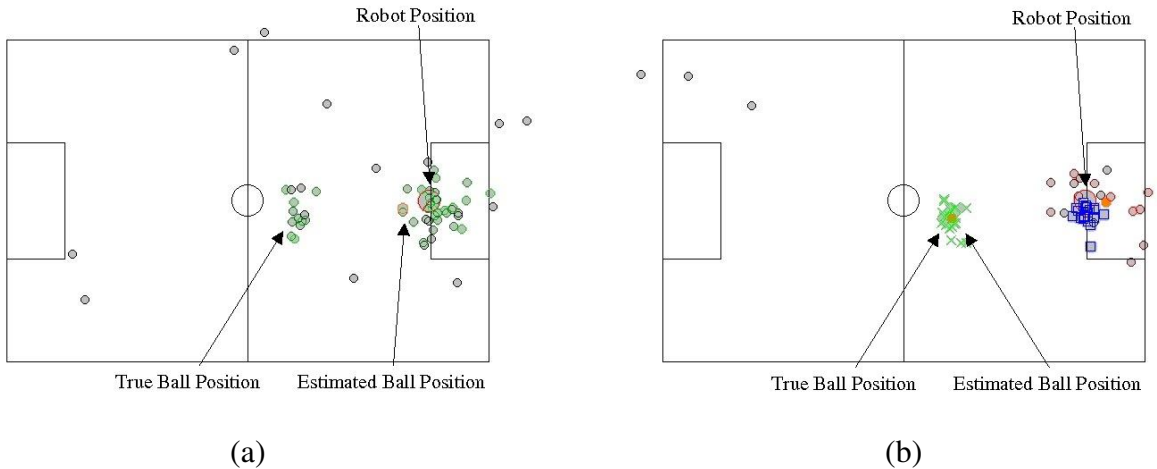 Robot Position
True Ball Position
Estimated Ball Position
(a)
Robot Position
True Ball Position
Estimated Ball Position
(b)